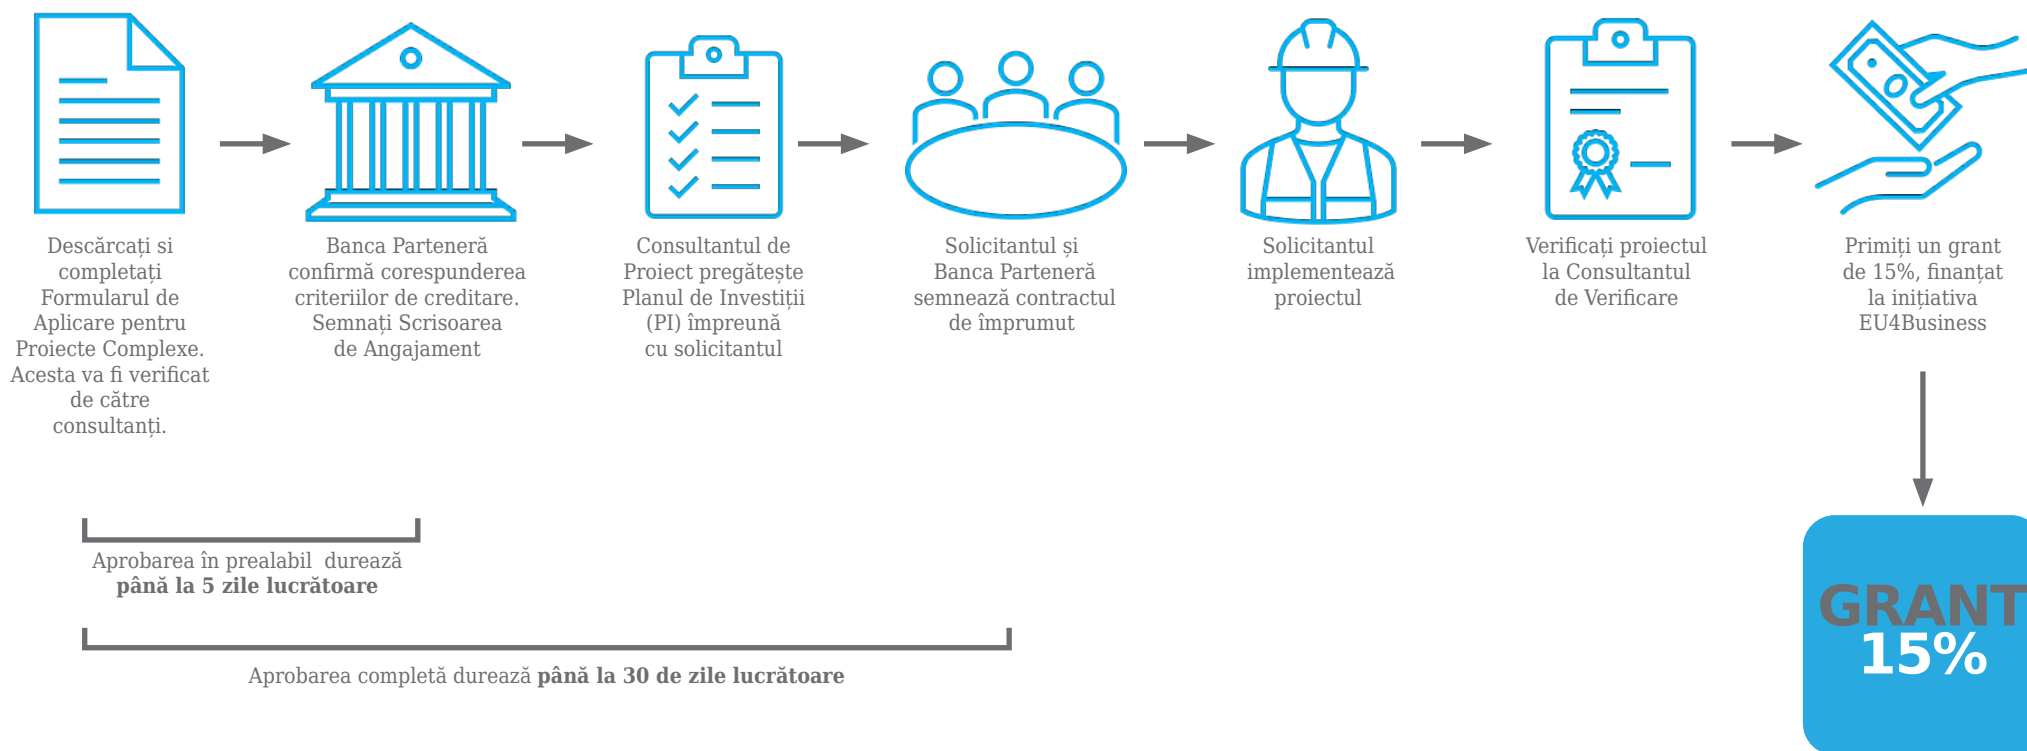 Descărcați si
completați
Formularul de
Aplicare pentru
Proiecte Complexe.
Acesta va fi verificat
de către
consultanți.
Banca Parteneră
confirmă corespunderea
criteriilor de creditare.
Semnați Scrisoarea
de Angajament
Consultantul de
Proiect pregătește
Planul de Investiții
(PI) împreună
cu solicitantul
Solicitantul și
Banca Parteneră
semnează contractul
de împrumut
Solicitantul
implementează
proiectul
Verificați proiectul
la Consultantul
de Verificare
Primiți un grant
de 15%, finanțat
la inițiativa
EU4Business
Aprobarea în prealabil  durează
până la 5 zile lucrătoare
Aprobarea completă durează până la 30 de zile lucrătoare
GRANT
15%